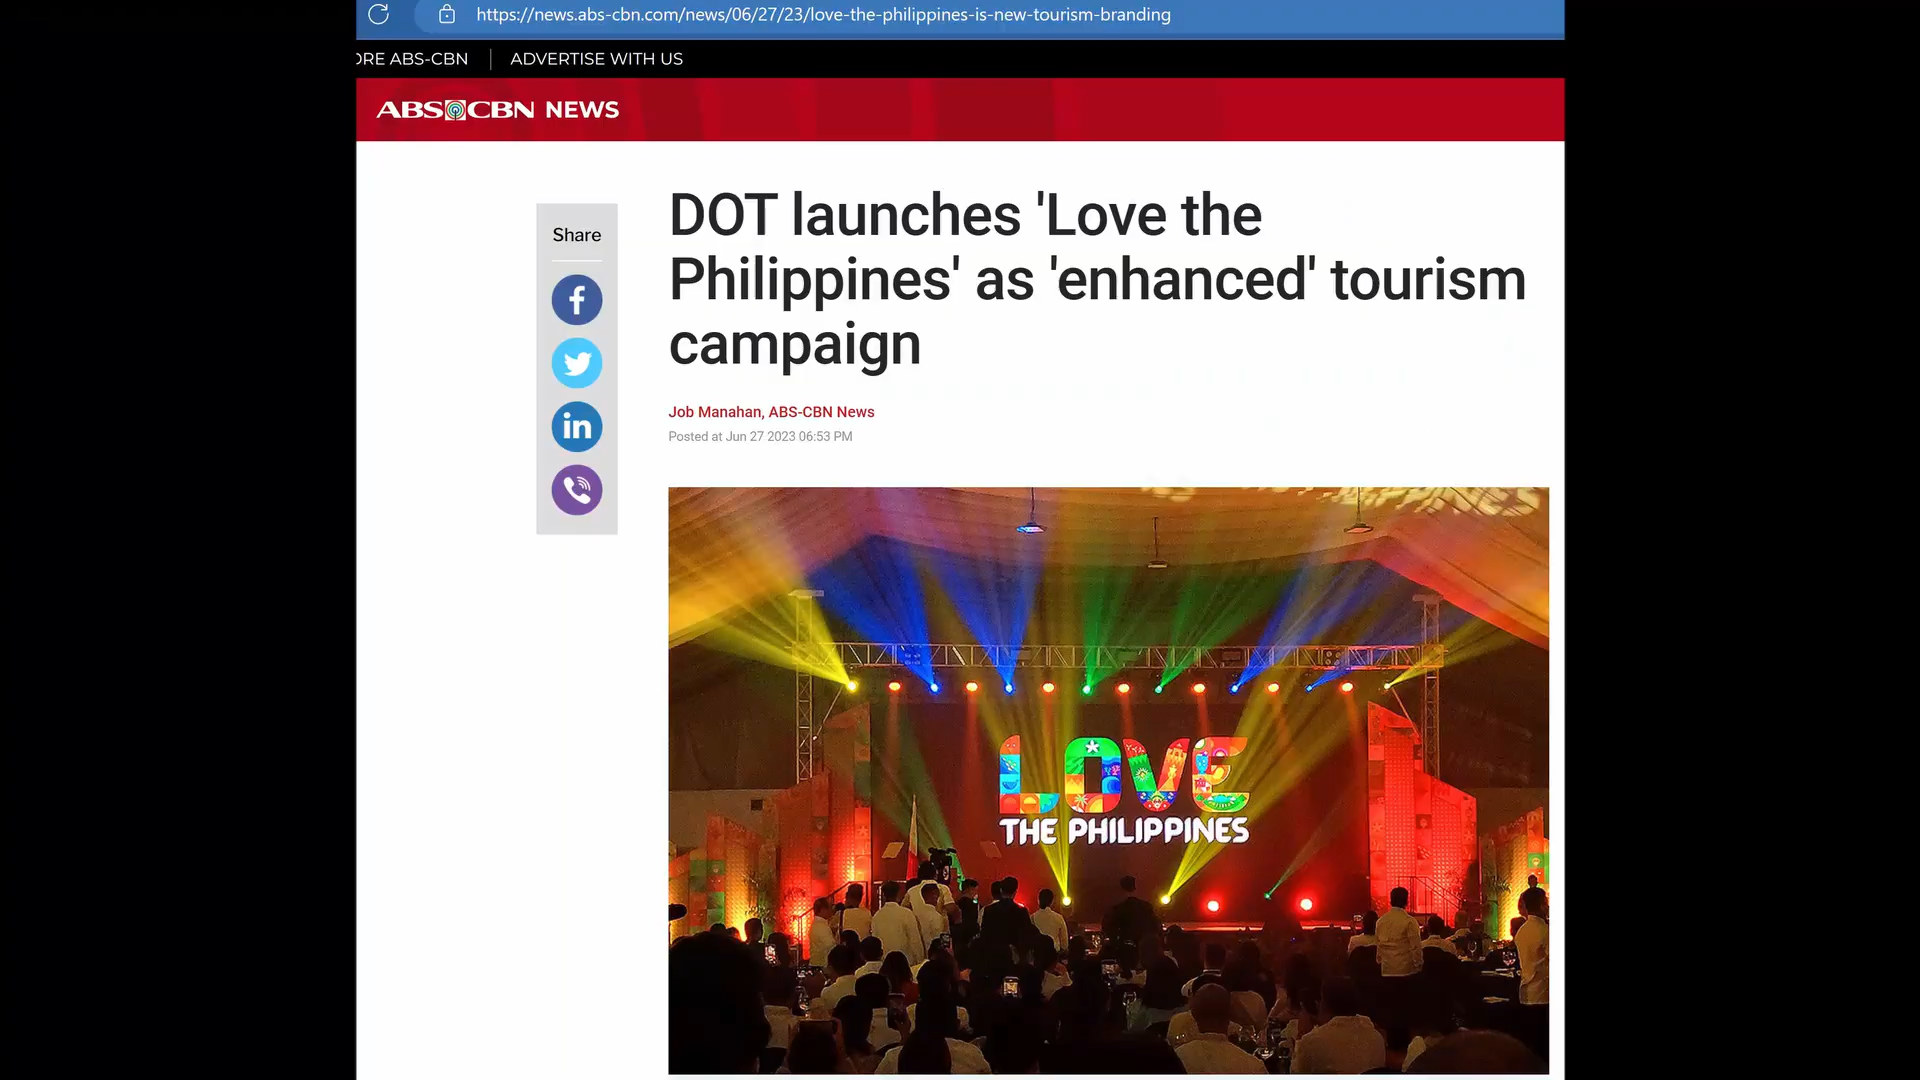 https://news.abs-cbn.com/news/06/27/23/love-the-philippines-is-new-tourism-branding
ORE ABS-CBN
ADVERTISE WITH US
ABS CBN NEWS
Share
DOT launches 'Love the
Philippines' as 'enhanced' tourism
campaign
Job Manahan, ABS-CBN News
Posted at Jun 27 2023 06:53 PM
LOVE
THE PHILIPPINES